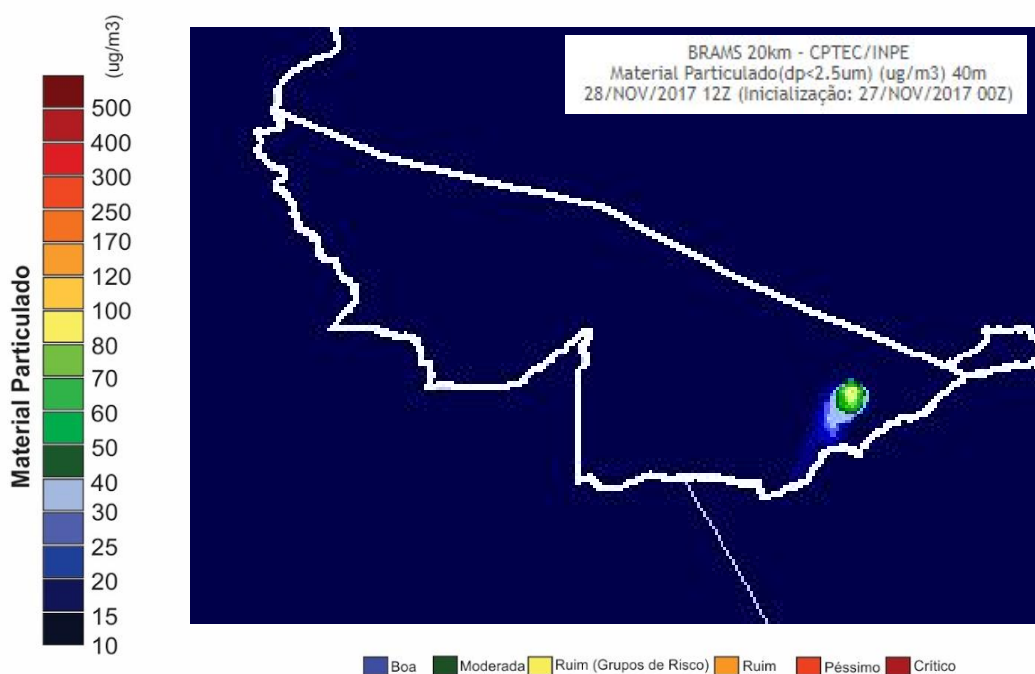 (ug/m3)
BRAMS 20km - CPTEC/INPE
Material Particulado(dp<2.5um) (ug/m3) 40m
28/NOV/2017 12Z (Inicialização: 27/NOV/2017 00Z)
Material Particulado
500
400
300
250
170
120
100
80
70
60
50
40
30
25
20
15
10
Boa
Moderada
Ruim (Grupos de Risco)
Ruim
Péssimo
Crítico